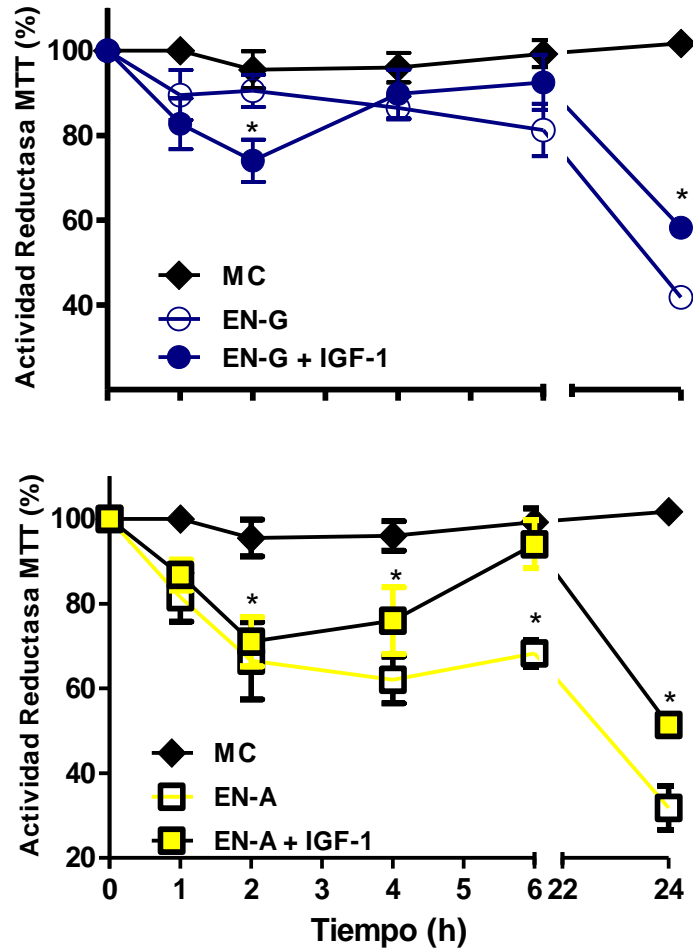 Actividad Reductasa MTT (%)
100
80
60
40
*
*
MC
EN-G
EN-G + IGF-1
Actividad Reductasa MTT (%)
100
80
60
40
20
*
*
*
*
MC
EN-A
EN-A + IGF-1
0 1 2 3 4 5 6 22 24
Tiempo (h)